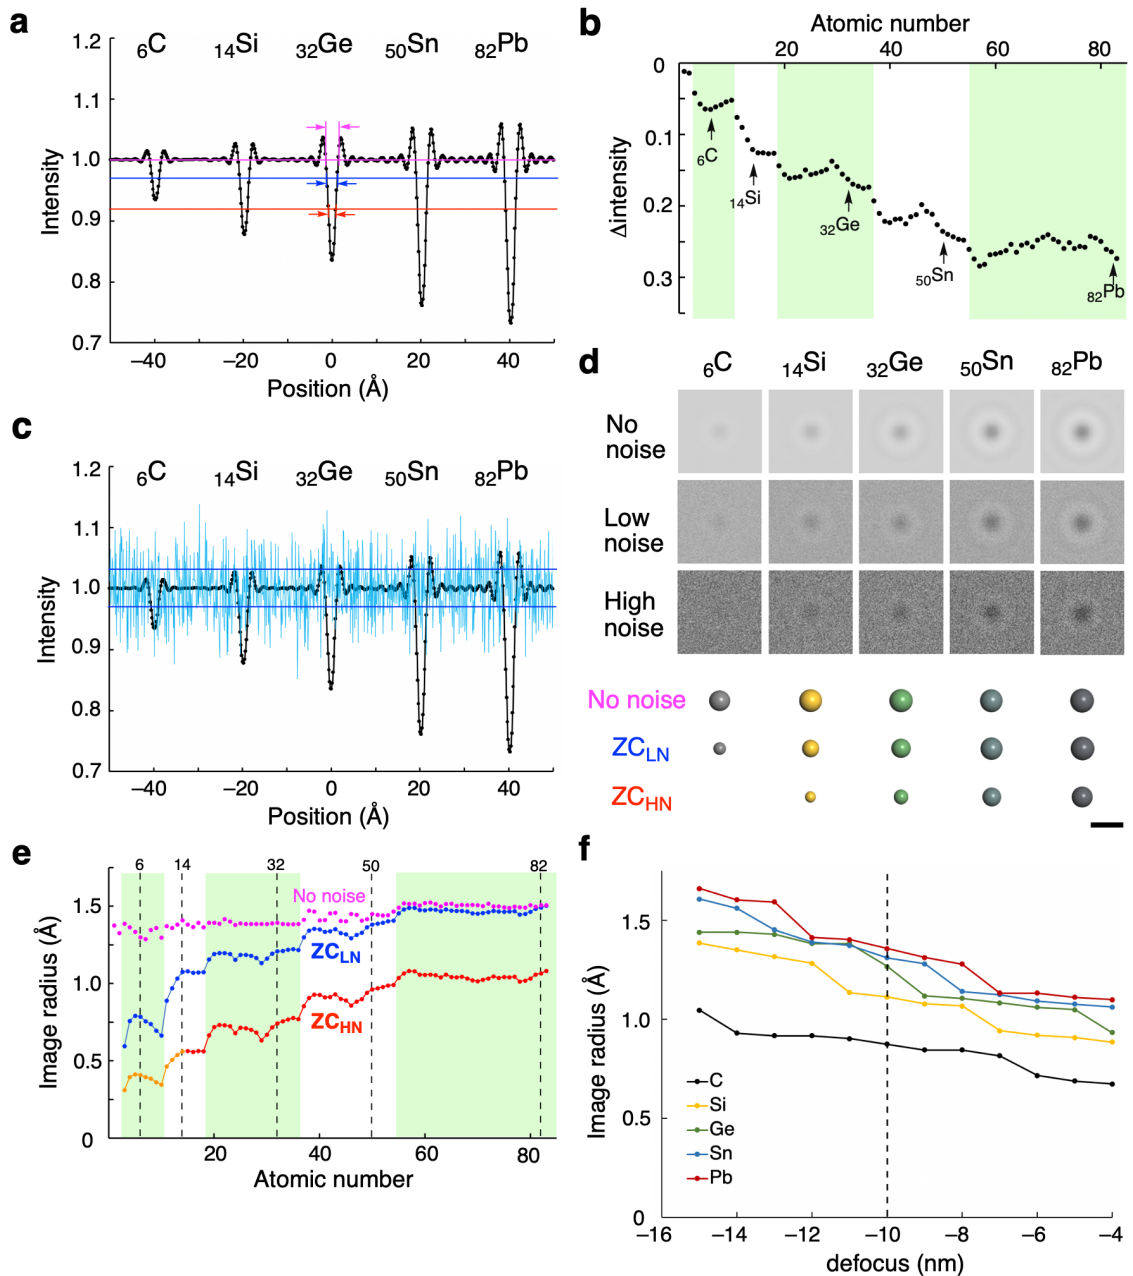 a
6C 14Si 32Ge 50Sn 82Pb
1.2
1.1
1.0
0.9
0.8
0.7
Intensity
−40 −20 0 20 40
Position (Å)
b
Atomic number
20 40 60 80
0
0.1
0.2
0.3
Δintensity
6C
14Si
32Ge
50Sn
82Pb
c
6C 14Si 32Ge 50Sn 82Pb
1.2
1.1
1.0
0.9
0.8
0.7
Intensity
−40 −20 0 20 40
Position (Å)
d
6C 14Si 32Ge 50Sn 82Pb
No
noise
Low
noise
High
noise
No noise
ZCLN
ZCHN
e
6 14 32 50 82
No noise
ZCLN
ZCHN
1.5
1.0
0.5
0
Image radius (Å)
20 40 60 80
Atomic number
f
1.5
1.0
0.5
0
Image radius (Å)
C
Si
Ge
Sn
Pb
−16 −14 −12 −10 −8 −6 −4
defocus (nm)